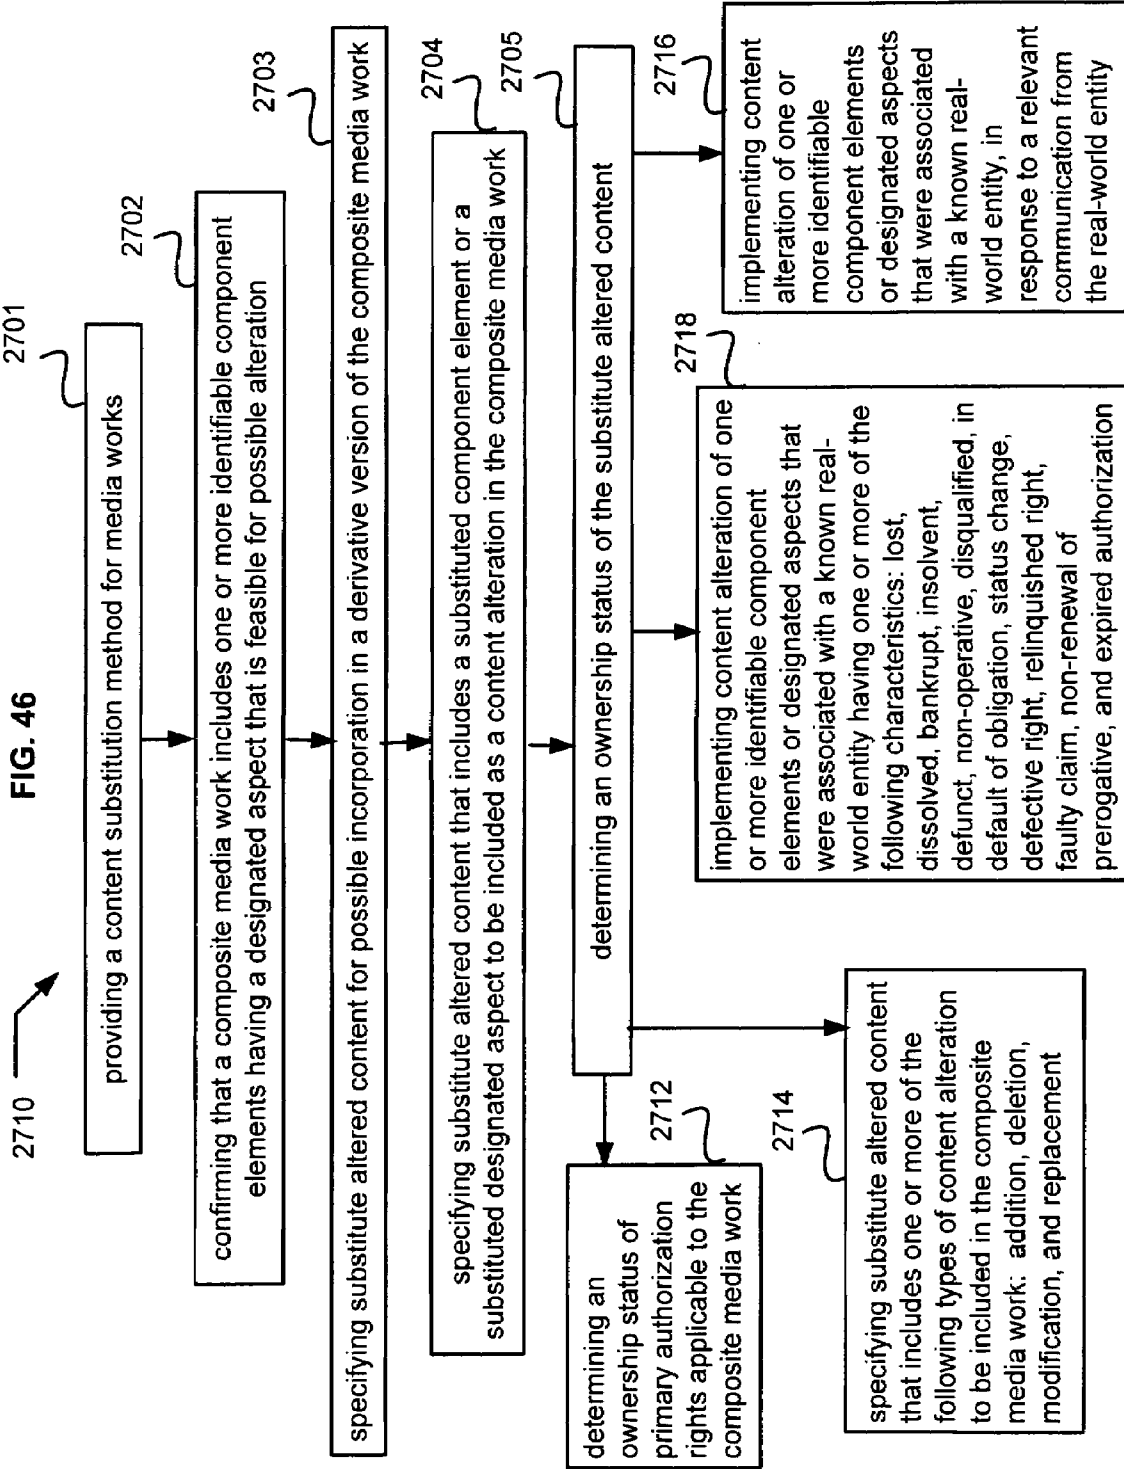 FIG. 46
2710
2701
providing a content substitution method for media works
2702
confirming that a composite media work includes one or more identifiable component
elements having a designated aspect that is feasible for possible alteration
2703
specifying substitute altered content for possible incorporation in a derivative version of the composite media work
2704
specifying substitute altered content that includes a substituted component element or a
substituted designated aspect to be included as a content alteration in the composite media work
2705
determining an ownership status of the substitute altered content
2712
determining an
ownership status of
primary authorization
rights applicable to the
composite media work
2714
specifying substitute altered content
that includes one or more of the
following types of content alteration
to be included in the composite
media work: addition, deletion,
modification, and replacement
2718
implementing content alteration of one
or more identifiable component
elements or designated aspects that
were associated with a known real-
world entity having one or more of the
following characteristics: lost,
dissolved, bankrupt, insolvent,
defunct, non-operative, disqualified, in
default of obligation, status change,
defective right, relinquished right,
faulty claim, non-renewal of
prerogative, and expired authorization
2716
implementing content
alteration of one or
more identifiable
component elements
or designated aspects
that were associated
with a known real-
world entity, in
response to a relevant
communication from
the real-world entity